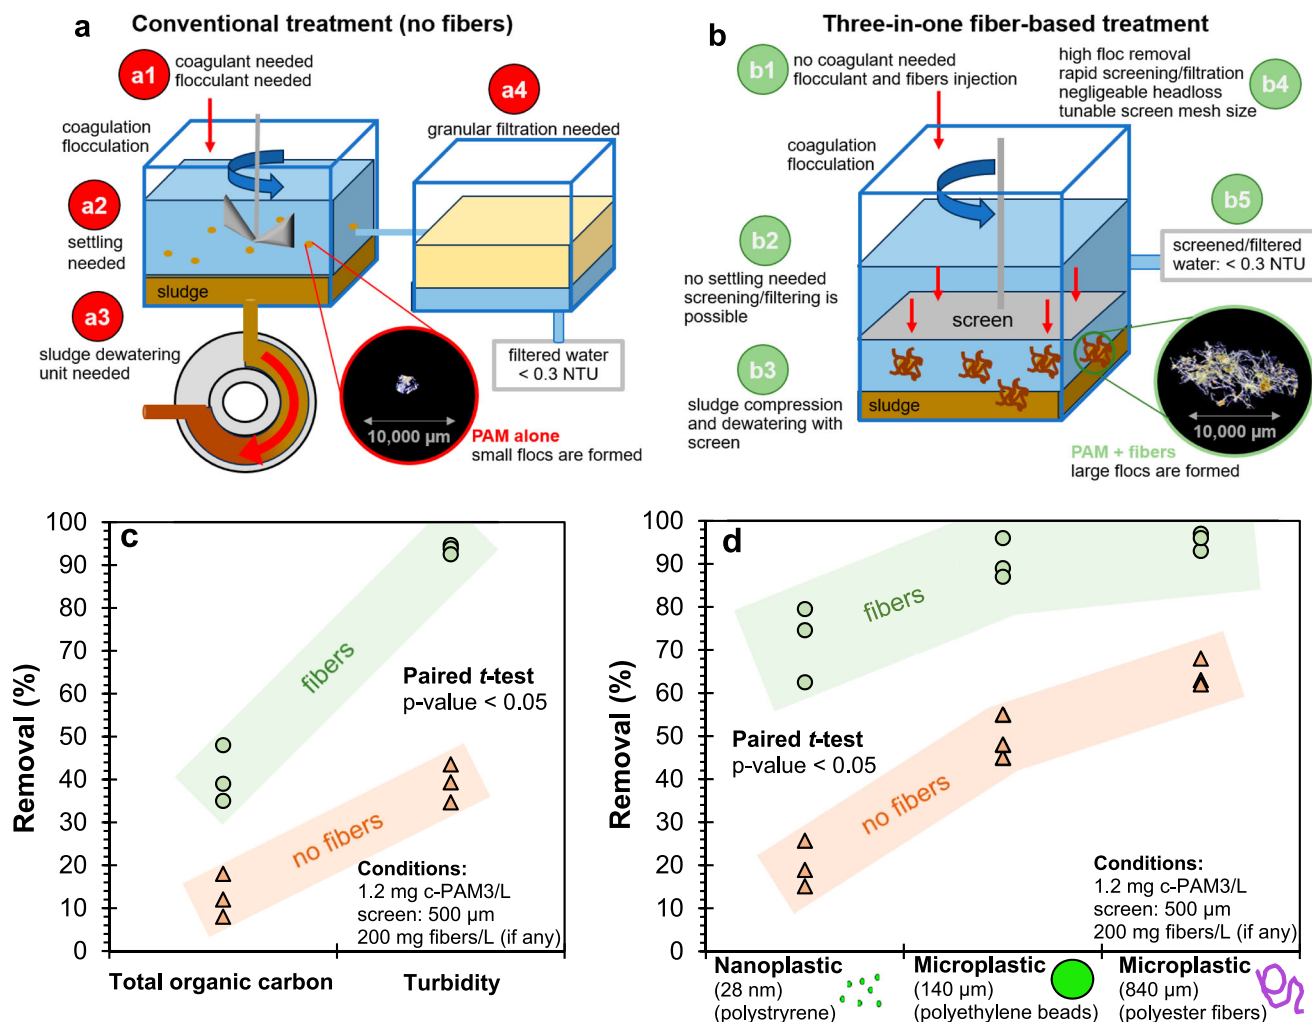 a
Conventional treatment (no fibers)
a1
coagulant needed
flocculant needed
a4
granular filtration needed
coagulation
flocculation
a2
settling
needed
sludge
a3
sludge dewatering
unit needed
filtered water
< 0.3 NTU
10,000 µm
PAM alone
small flocs are formed
b
Three-in-one fiber-based treatment
b1
no coagulant needed
flocculant and fibers injection
high floc removal
rapid screening/filtration
negligeable headloss
tunable screen mesh size
b4
coagulation
flocculation
b5
screened/filtered
water: < 0.3 NTU
b2
no settling needed
screening/filtering is
possible
screen
b3
sludge compression
and dewatering with
screen
sludge
10,000 µm
PAM + fibers
large flocs are formed
c
Removal (%)
100
90
80
70
60
50
40
30
20
10
0
fibers
Paired t-test
p-value < 0.05
no fibers
Conditions:
1.2 mg c-PAM3/L
screen: 500 µm
200 mg fibers/L (if any)
Total organic carbon
Turbidity
d
Removal (%)
100
90
80
70
60
50
40
30
20
10
0
fibers
Paired t-test
p-value < 0.05
no fibers
Conditions:
1.2 mg c-PAM3/L
screen: 500 µm
200 mg fibers/L (if any)
Nanoplastic
(28 nm)
(polystryrene)
Microplastic
(140 µm)
(polyethylene beads)
Microplastic
(840 µm)
(polyester fibers)